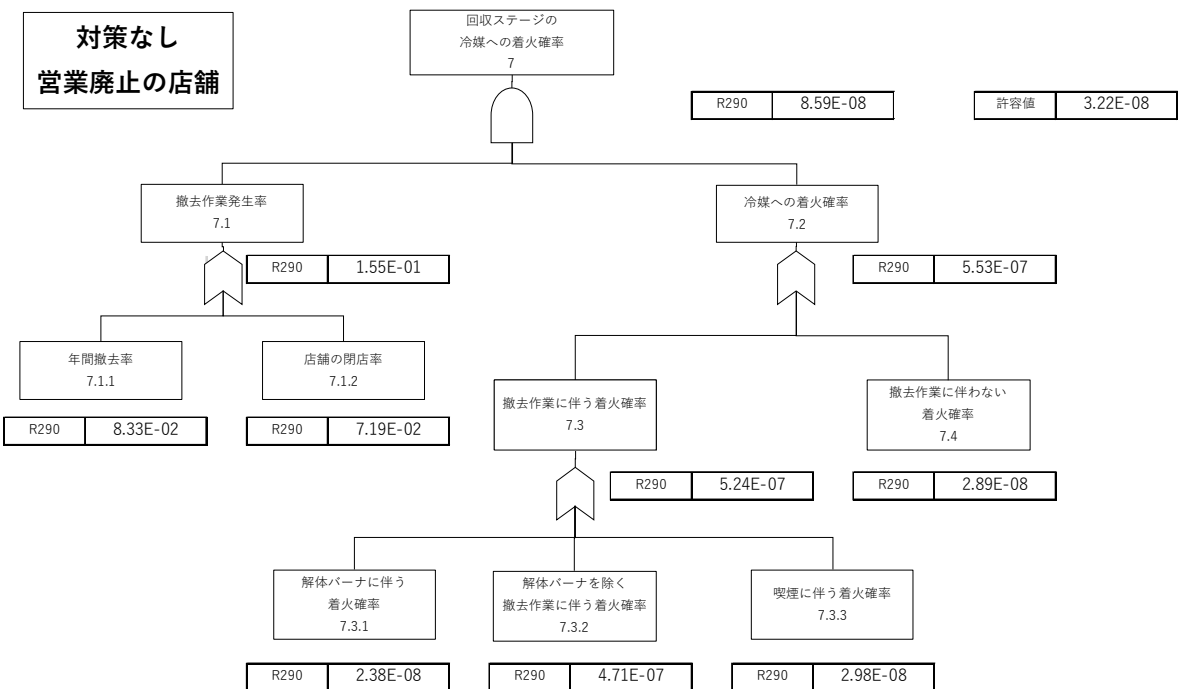 対策なし
営業廃止の店舗
回収ステージの
冷媒への着火確率
7
R290 8.59E-08
許容値 3.22E-08
撤去作業発生率
7.1
R290 1.55E-01
冷媒への着火確率
7.2
R290 5.53E-07
年間撤去率
7.1.1
R290 8.33E-02
店舗の閉店率
7.1.2
R290 7.19E-02
撤去作業に伴う着火確率
7.3
R290 5.24E-07
撤去作業に伴わない
着火確率
7.4
R290 2.89E-08
解体バーナに伴う
着火確率
7.3.1
R290 2.38E-08
解体バーナを除く
撤去作業に伴う着火確率
7.3.2
R290 4.71E-07
喫煙に伴う着火確率
7.3.3
R290 2.98E-08